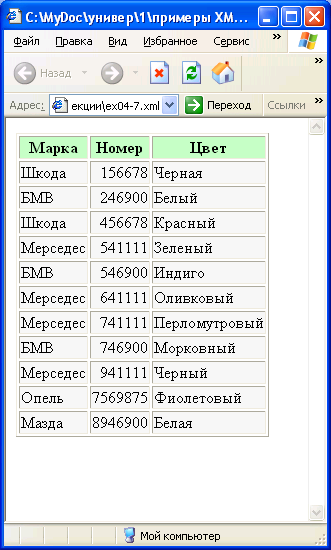 C:\MyDoc\универ\1\примеры XM...
Файл Правка Вид Избранное Сервис »
Назад »
Адрес: екции\ex04-7.xml Переход Ссылки »
Марка Номер Цвет
Шкода 156678 Черная
БМВ 246900 Белый
Шкода 456678 Красный
Мерседес 541111 Зеленый
БМВ 546900 Индиго
Мерседес 641111 Оливковый
Мерседес 741111 Перломутровый
БМВ 746900 Морковный
Мерседес 941111 Черный
Опель 7569875 Фиолетовый
Мазда 8946900 Белая
Мой компьютер